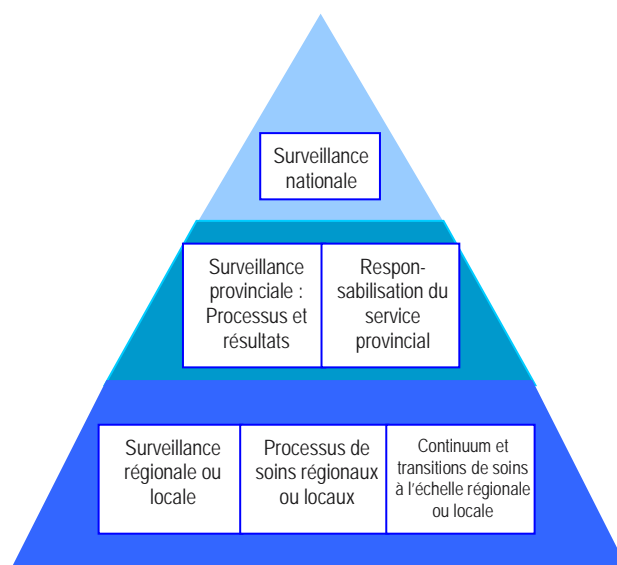 Surveillance
nationale
Surveillance
provinciale :
Processus et
résultats
Respon-
sabilisation du
service
provincial
Surveillance
régionale ou
locale
Processus de
soins régionaux
ou locaux
Continuum et
transitions de soins
à l'échelle régionale
ou locale